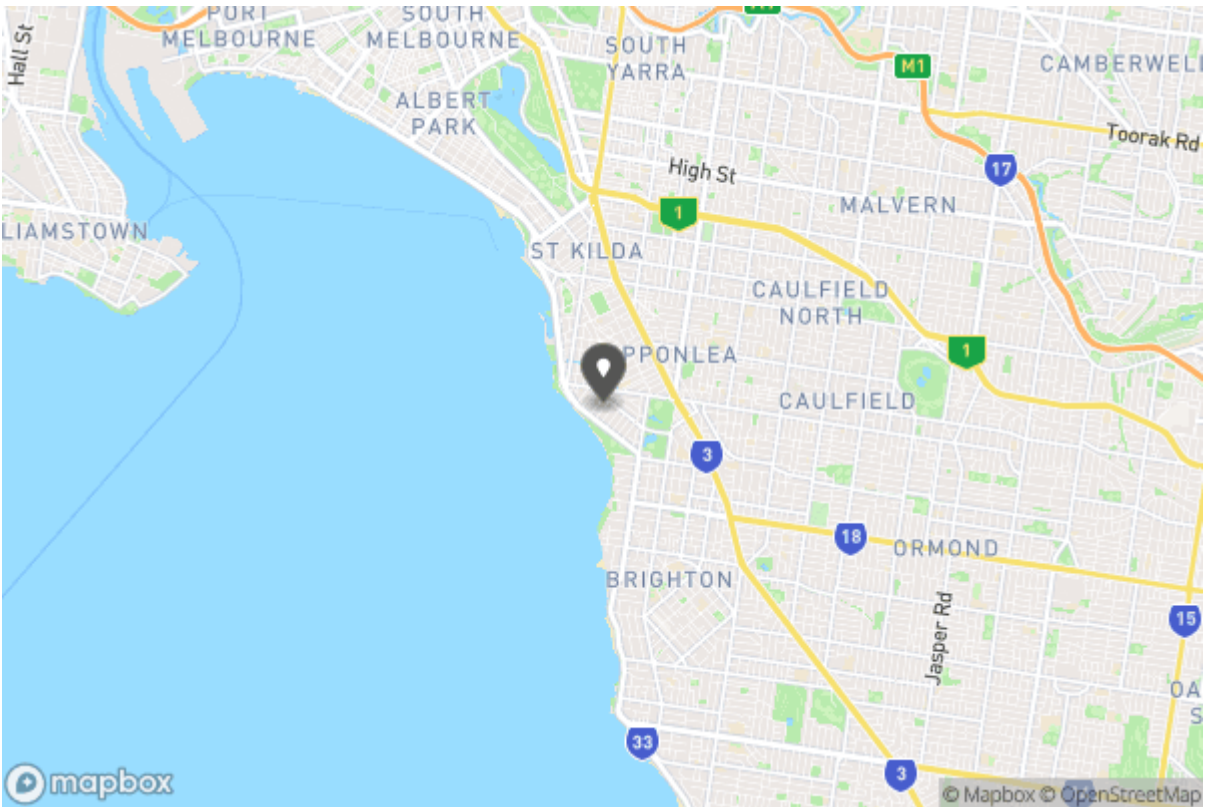 PORT
MELBOURNE
SOUTH
MELBOURNE
SOUTH
YARRA
M1
CAMBERWELL
Hall St
ALBERT
PARK
Toorak Rd
High St
17
1
MALVERN
LIAMSTOWN
ST KILDA
CAULFIELD
NORTH
1
PPONLEA
CAULFIELD
3
18
ORMOND
BRIGHTON
Jasper Rd
15
OA
S
33
3
mapbox
© Mapbox © OpenStreetMap